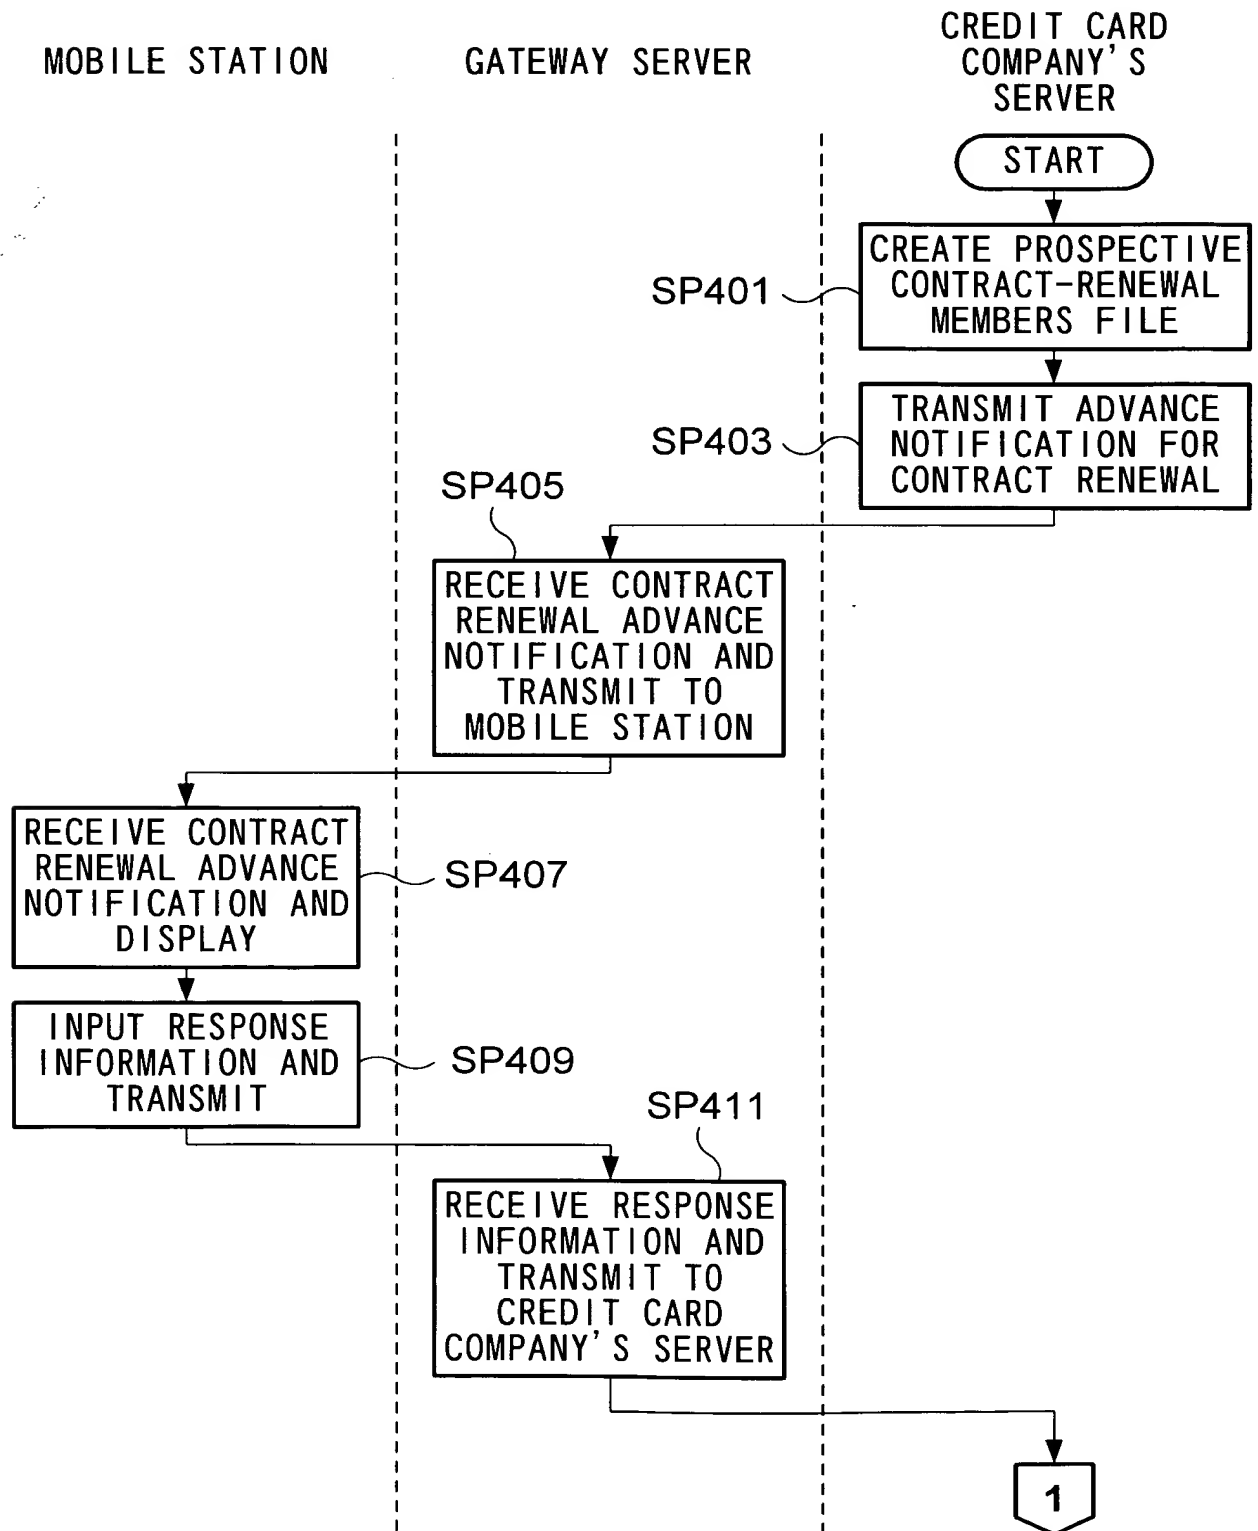 MOBILE STATION
GATEWAY SERVER
CREDIT CARD
COMPANY'S
SERVER
START
CREATE PROSPECTIVE
CONTRACT-RENEWAL
MEMBERS FILE
SP401
TRANSMIT ADVANCE
NOTIFICATION FOR
CONTRACT RENEWAL
SP403
SP405
RECEIVE CONTRACT
RENEWAL ADVANCE
NOTIFICATION AND
TRANSMIT TO
MOBILE STATION
RECEIVE CONTRACT
RENEWAL ADVANCE
NOTIFICATION AND
DISPLAY
SP407
INPUT RESPONSE
INFORMATION AND
TRANSMIT
SP409
SP411
RECEIVE RESPONSE
INFORMATION AND
TRANSMIT TO
CREDIT CARD
COMPANY'S SERVER
1